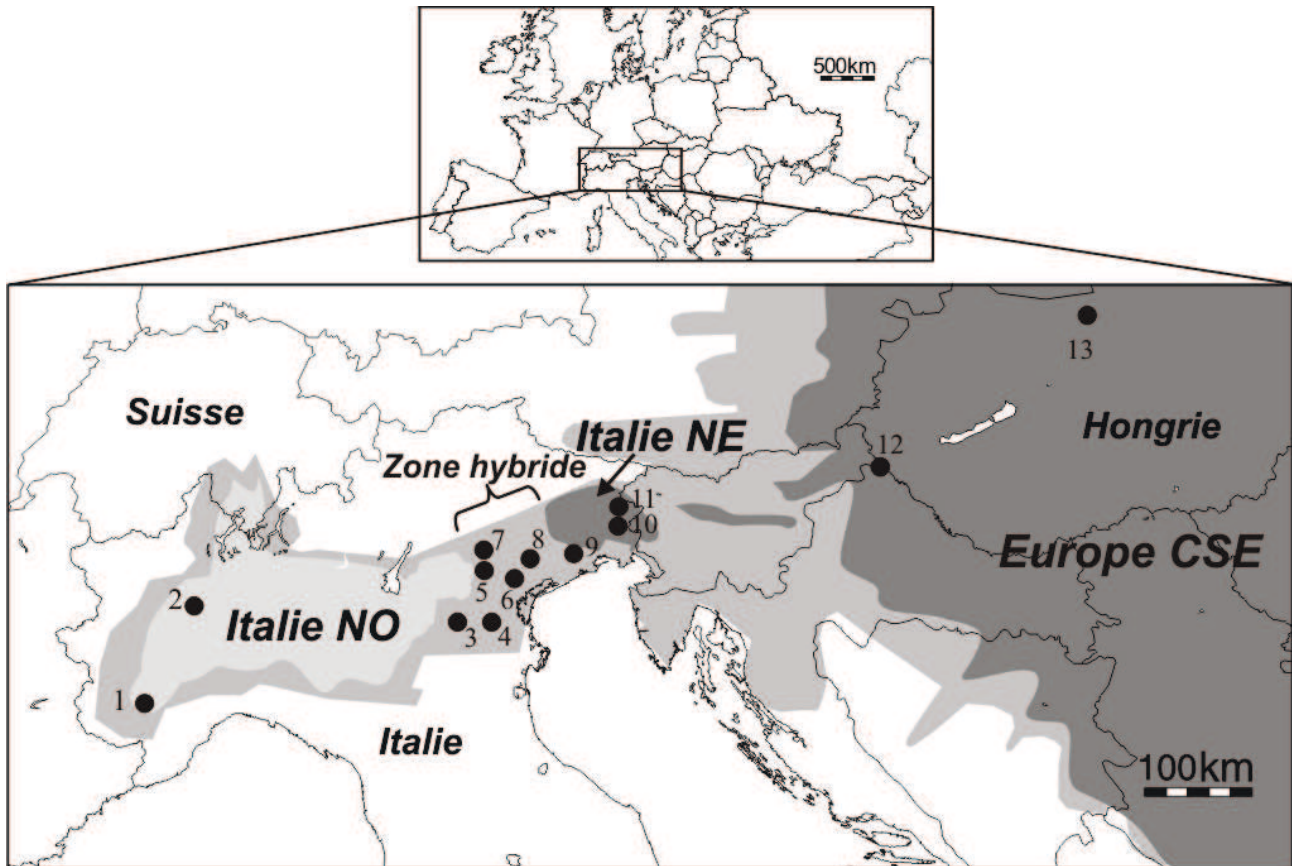 500km
Suisse
Italie NE
Zone hybride
Italie NO
Italie
Hongrie
Europe CSE
100km
1
2
3
4
5
6
7
8
9
10
11
12
13